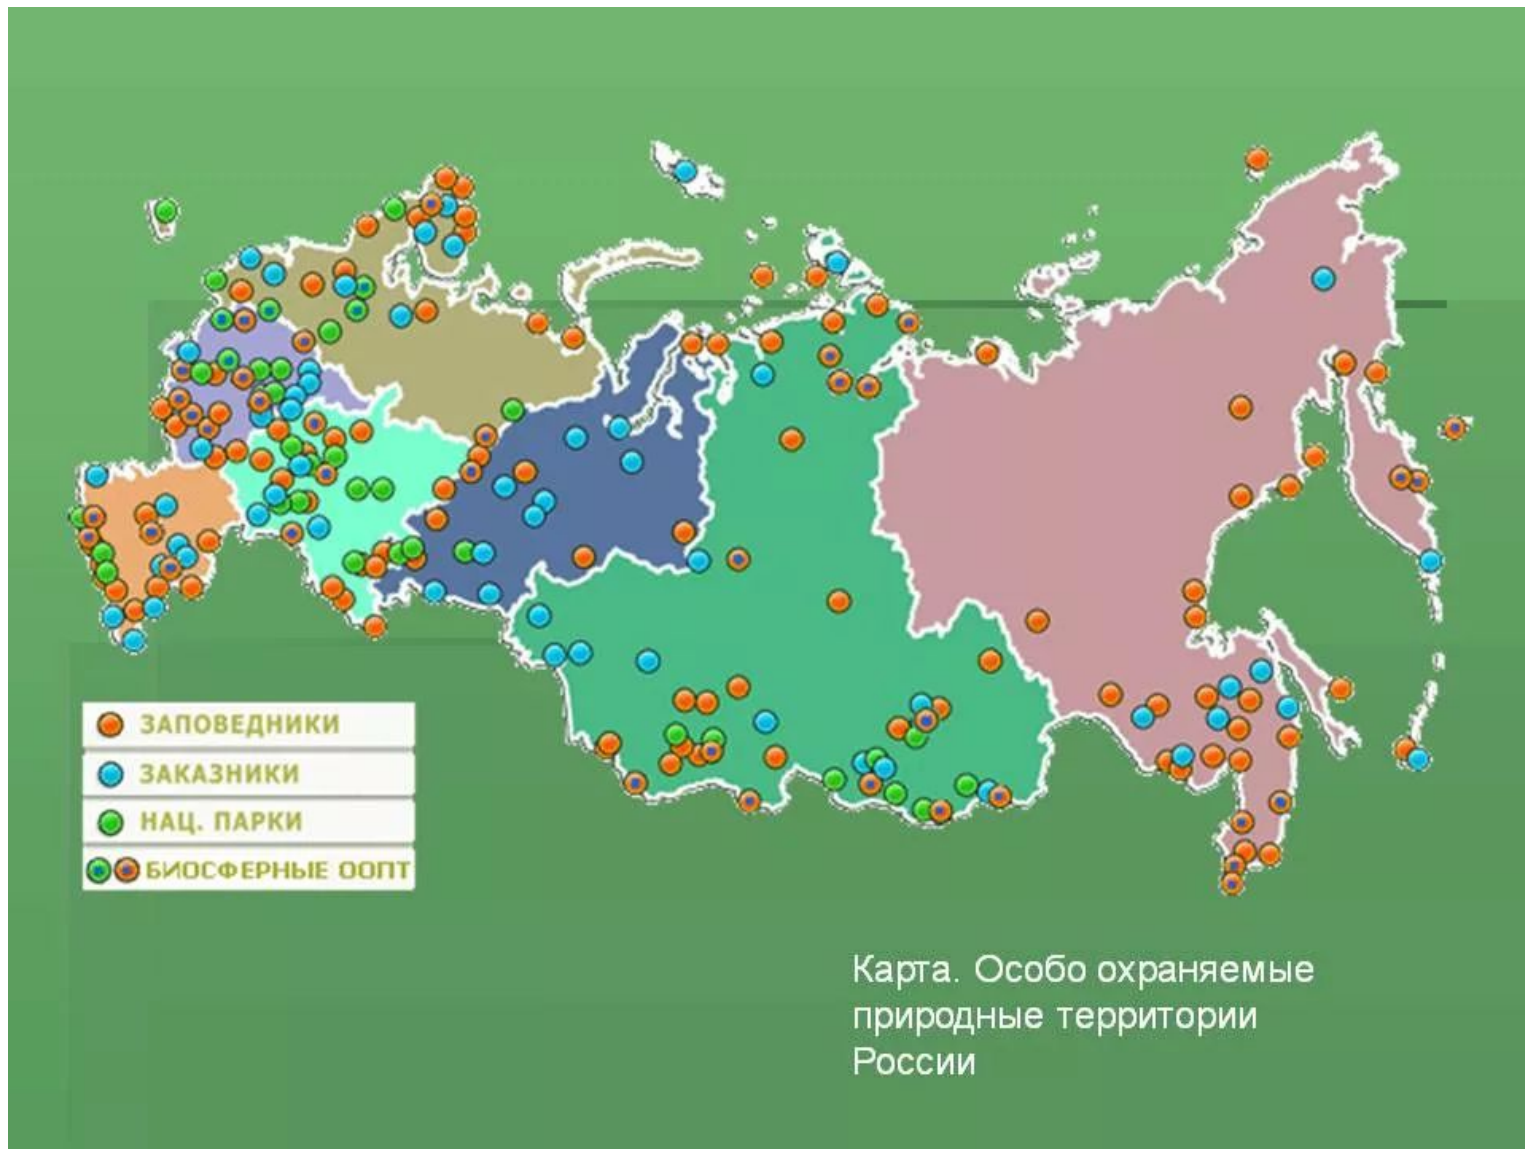 ЗАПОВЕДНИКИ
ЗАКАЗНИКИ
НАЦ. ПАРКИ
БИОСФЕРНЫЕ ООПТ
Карта. Особо охраняемые
природные территории
России